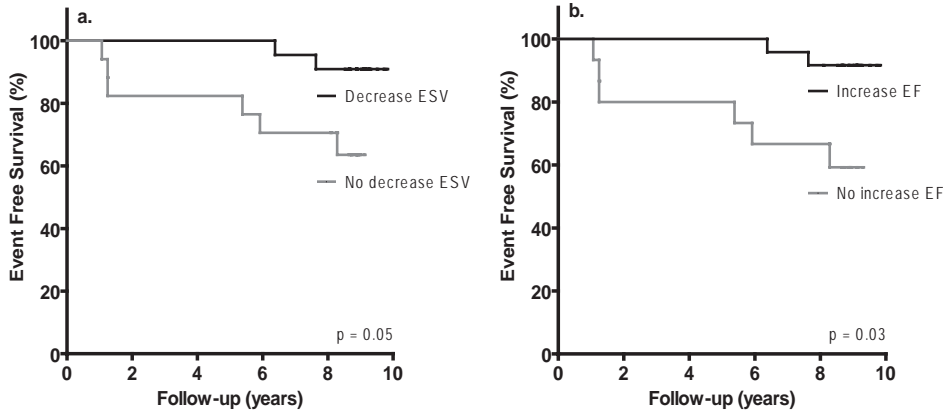 a.
Event Free Survival (%)
100
80
60
40
20
0
Decrease ESV
No decrease ESV
p = 0.05
0 2 4 6 8 10
Follow-up (years)
b.
Event Free Survival (%)
100
80
60
40
20
0
Increase EF
No increase EF
p = 0.03
0 2 4 6 8 10
Follow-up (years)